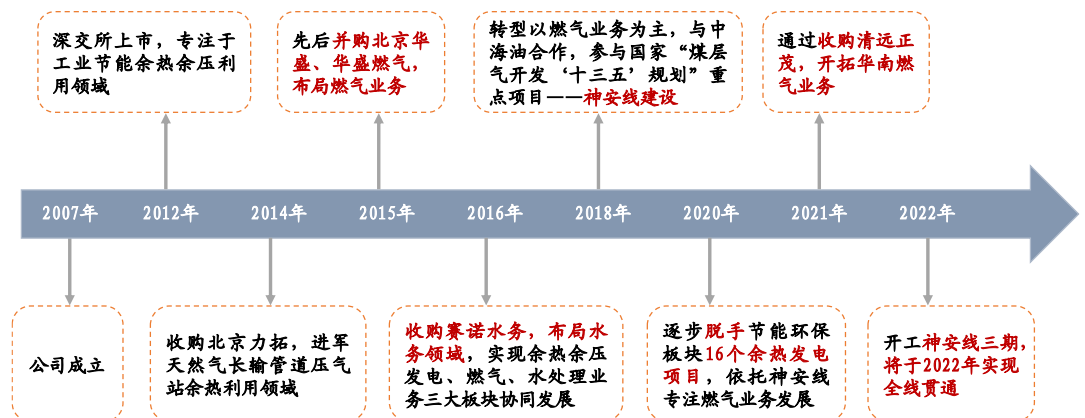 深交所上市，专注于
工业节能余热余压利
用领域
先后并购北京华
盛、华盛燃气，
布局燃气业务
转型以燃气业务为主，与中
海油合作，参与国家“煤层
气开发‘十三五’规划”重
点项目——神安线建设
通过收购清远正
茂，开拓华南燃
气业务
2007年 2012年 2014年 2015年 2016年 2018年 2020年 2021年 2022年
公司成立
收购北京力拓，进军
天然气长输管道压气
站余热利用领域
收购赛诺水务，布局水
务领域，实现余热余压
发电、燃气、水处理业
务三大板块协同发展
逐步脱手节能环保
板块16个余热发电
项目，依托神安线
专注燃气业务发展
开工神安线三期，
将于2022年实现
全线贯通